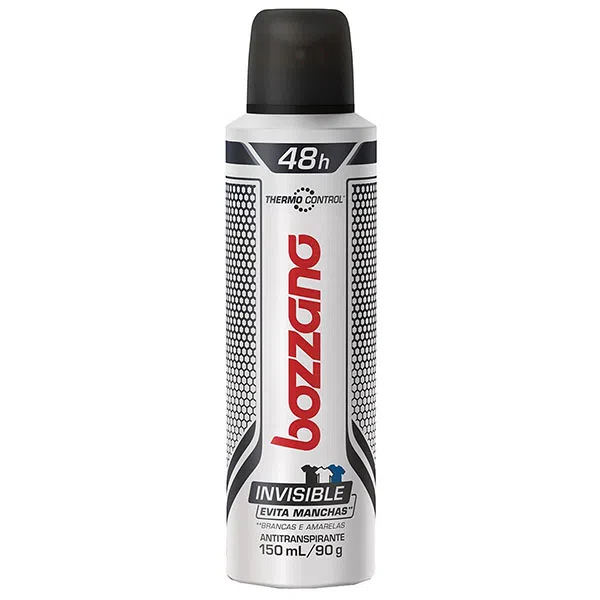 48h
THERMO CONTROL®
bozzano
INVISIBLE
EVITA MANCHAS**
**BRANCAS E AMARELAS
ANTITRANSPIRANTE
150 mL/90 g